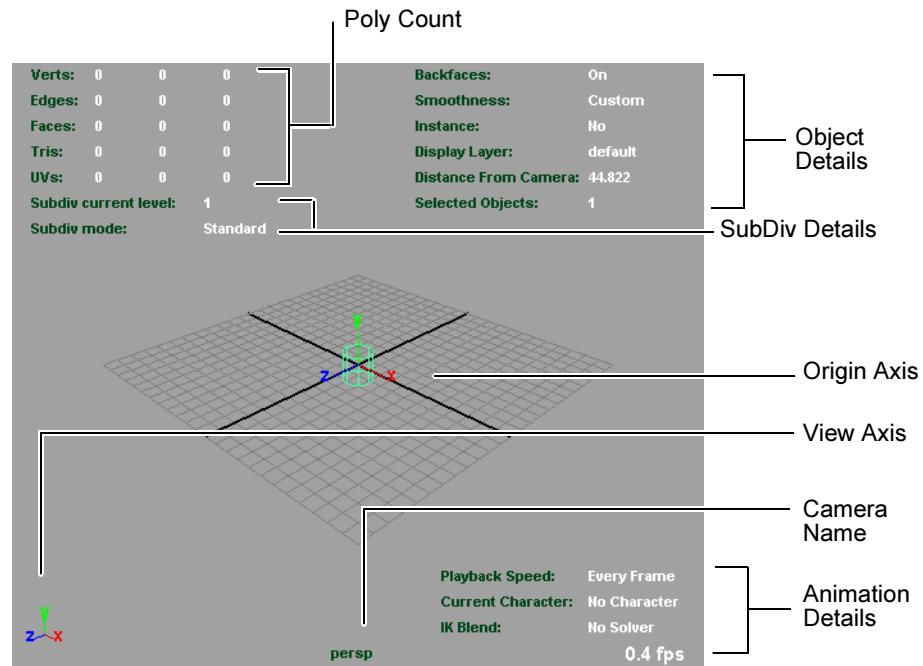 Poly Count
Verts: 0 0 0
Edges: 0 0 0
Faces: 0 0 0
Tris: 0 0 0
UVs: 0 0 0
Subdiv current level: 1
Subdiv mode: Standard
Backfaces: On
Smoothness: Custom
Instance: No
Display Layer: default
Distance From Camera: 44.822
Selected Objects: 1
Object
Details
SubDiv Details
y
z x
Origin Axis
View Axis
Camera
Name
Playback Speed: Every Frame
Current Character: No Character
IK Blend: No Solver
0.4 fps
Animation
Details
y
z x
persp